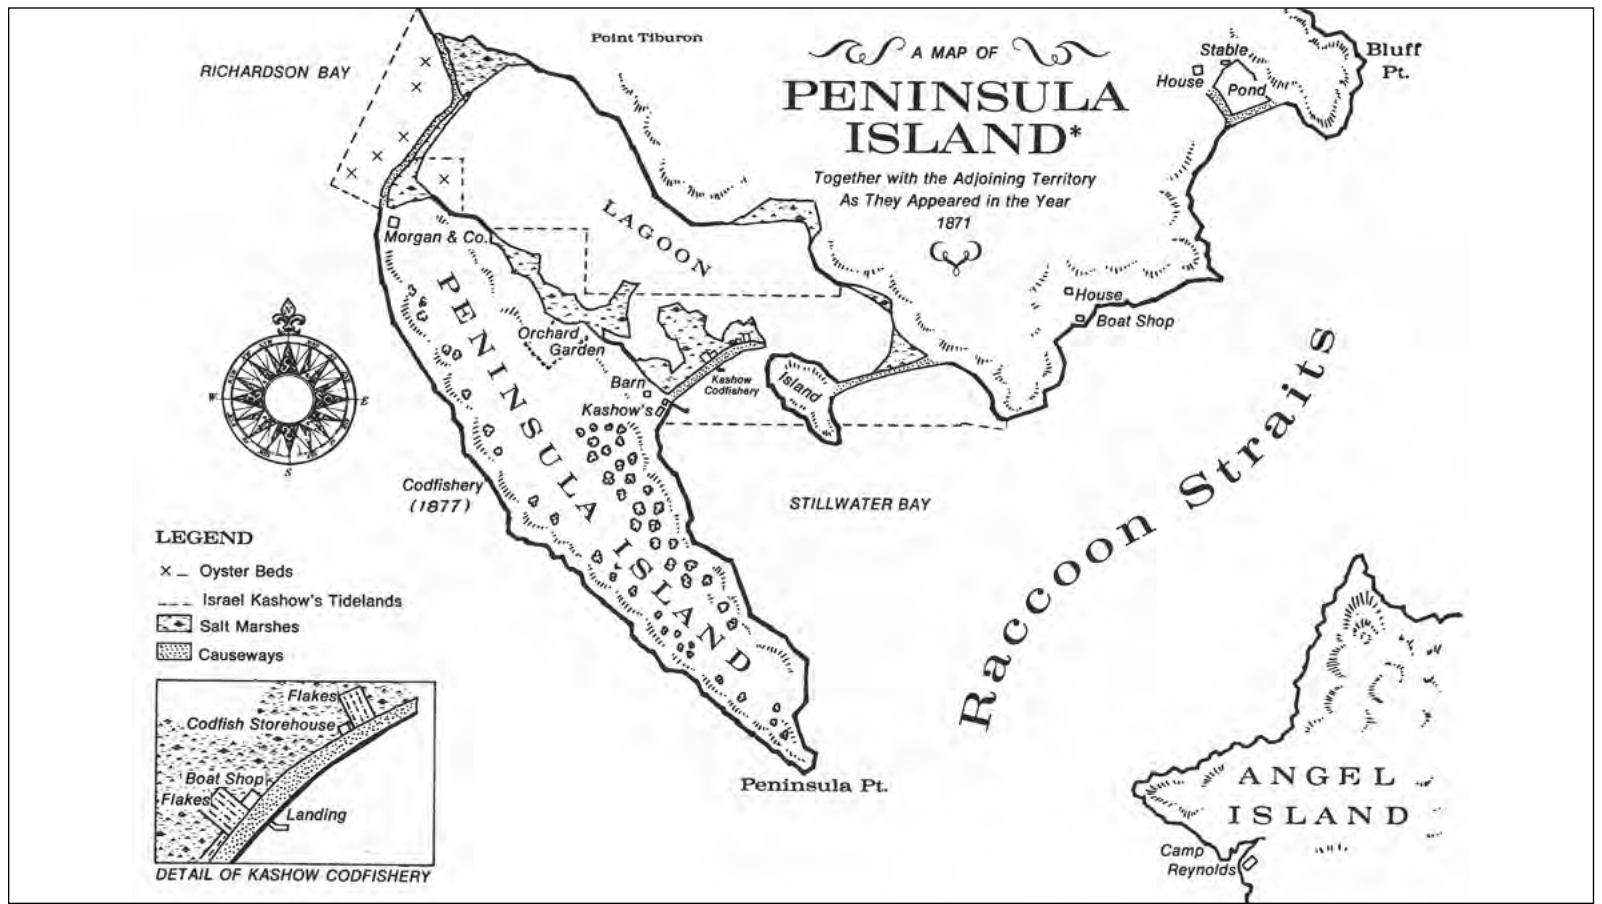 A MAP OF
PENINSULA
ISLAND*
Together with the Adjoining Territory
As They Appeared in the Year
1871
Point Tiburon
RICHARDSON BAY
Stable
House
Pond
Bluff
Pt.
LAGOON
Morgan & Co.
PENINSULA ISLAND
Orchard
Garden
Barn
Kashow's
Kashow
Codfishery
Island
House
Boat Shop
N
W
E
S
Codfishery
(1877)
STILLWATER BAY
Raccoon Straits
Peninsula Pt.
ANGEL
ISLAND
Camp
Reynolds
LEGEND
x – Oyster Beds
Israel Kashow's Tidelands
Salt Marshes
Causeways
Flakes
Codfish Storehouse
Boat Shop
Flakes
Landing
DETAIL OF KASHOW CODFISHERY